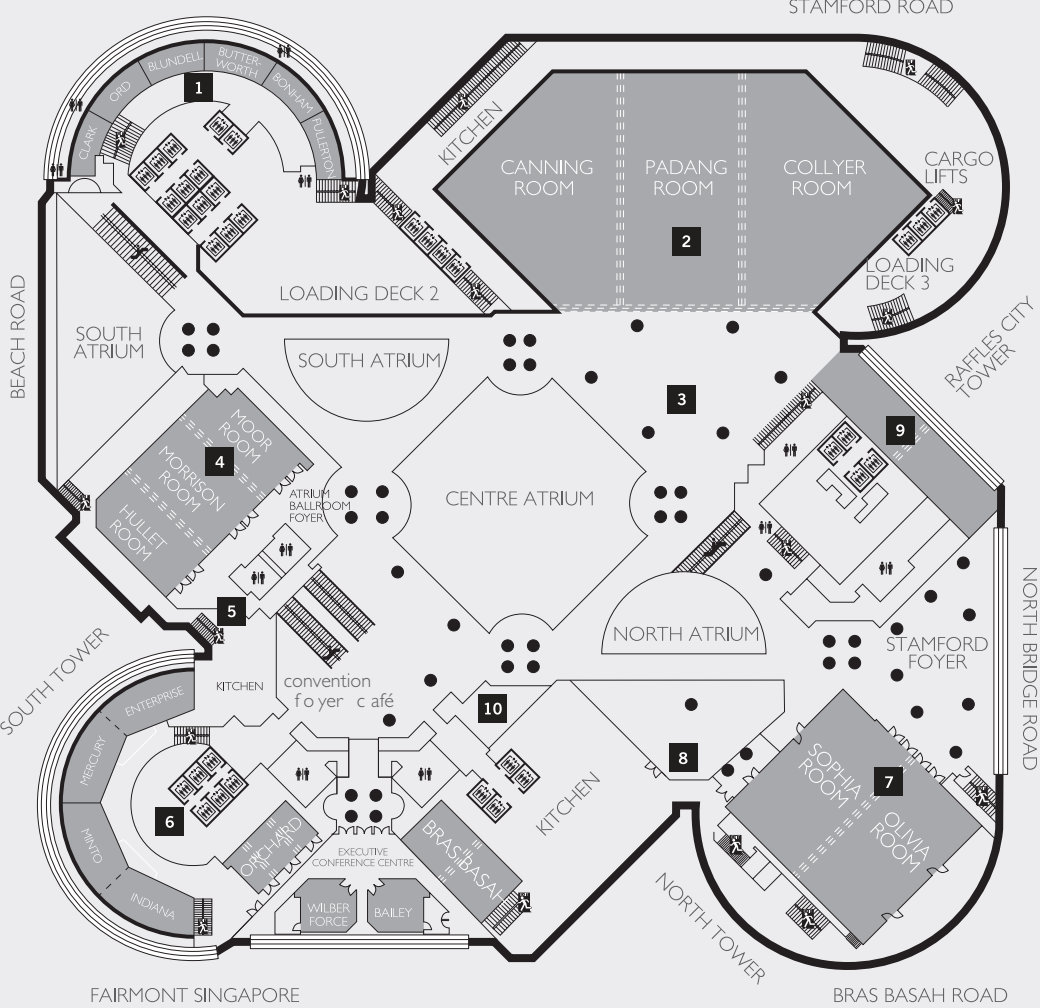 STAMFORD ROAD
BLUNDELL
BUTTER-
WORTH
ORD
BONHAM
CLARK
FULLERTON
1
KITCHEN
CANNING
ROOM
PADANG
ROOM
COLLYER
ROOM
2
CARGO
LIFTS
LOADING
DECK 3
LOADING DECK 2
BEACH ROAD
SOUTH
ATRIUM
SOUTH ATRIUM
RAFFLES CITY
TOWER
3
9
4
MOOR
ROOM
MORRISON
ROOM
HULLET
ROOM
ATRIUM
BALLROOM
FOYER
CENTRE ATRIUM
5
NORTH ATRIUM
STAMFORD
FOYER
NORTH BRIDGE ROAD
SOUTH TOWER
KITCHEN
convention
foyer café
10
8
7
SOPHIA
ROOM
OLIVIA
ROOM
ENTERPRISE
MERCURY
MINTO
INDIANA
6
ORCHARD
EXECUTIVE
CONFERENCE CENTRE
BRAS BASAH
KITCHEN
WILBER
FORCE
BAILEY
NORTH TOWER
FAIRMONT SINGAPORE
BRAS BASAH ROAD